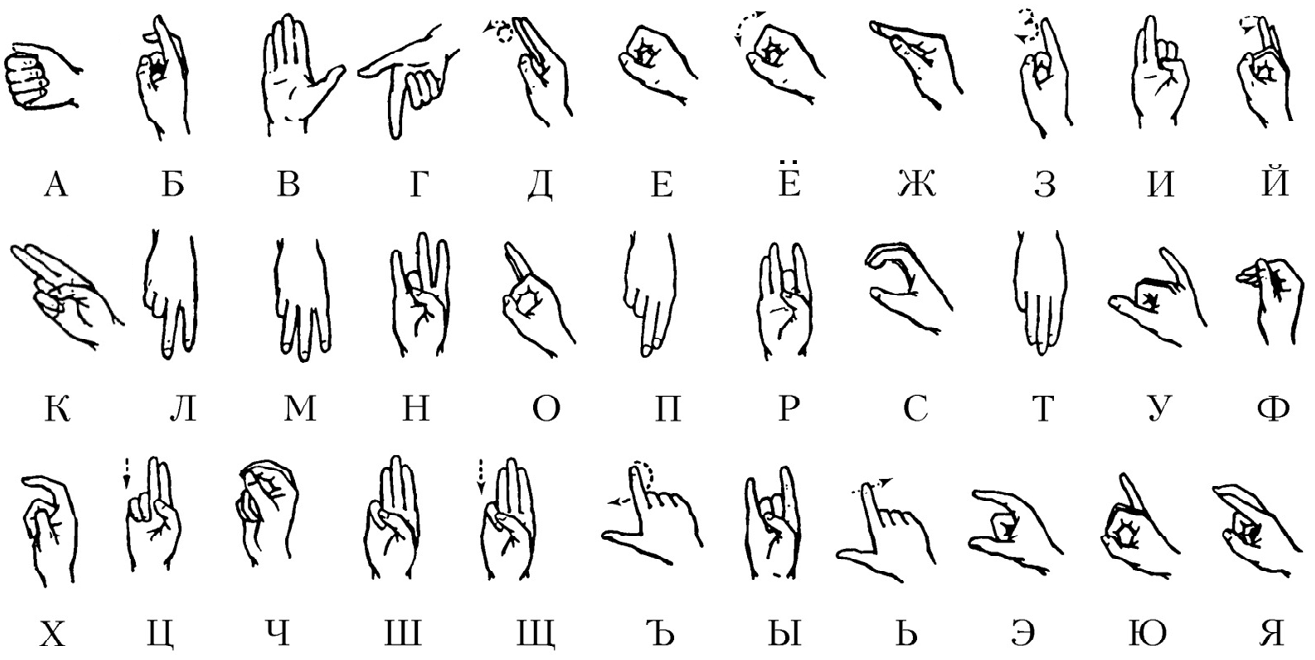 А Б В Г Д Е Ё Ж З И Й
К Л М Н О П Р С Т У Ф
Х Ц Ч Ш Щ Ъ Ы Ь Э Ю Я